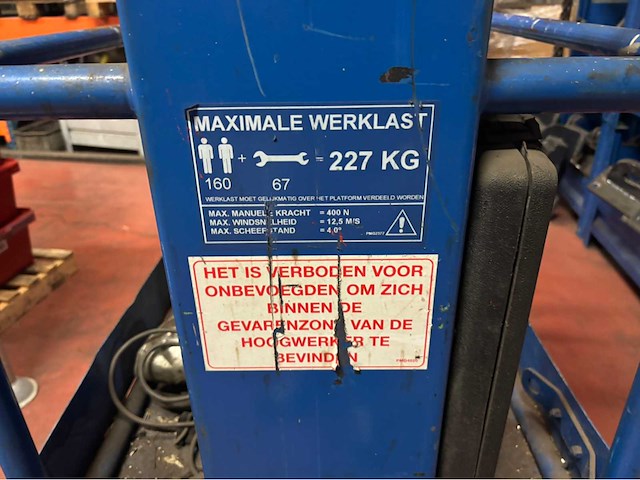 MAXIMALE WERKLAST
+ = 227 KG
160 67
WERKLAST MOET GELIJKMATIG OVER HET PLATFORM VERDEELD WORDEN
MAX. MANUELE KRACHT = 400 N
MAX. WINDSNELHEID = 12,5 M/S
MAX. SCHEEFSTAND = 4,0°
HET IS VERBODEN VOOR
ONBEVOEGDEN OM ZICH
BINNEN DE
GEVARENZONE VAN DE
HOOGWERKER TE
BEVINDEN